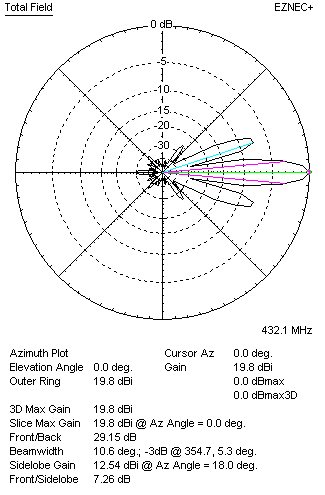 Total Field
EZNEC+
0 dB
-5
-10
-15
-20
-30
432.1 MHz
Azimuth Plot
Cursor Az 0.0 deg.
Elevation Angle 0.0 deg.
Gain 19.8 dBi
Outer Ring 19.8 dBi
0.0 dBmax
0.0 dBmax3D
3D Max Gain 19.8 dBi
Slice Max Gain 19.8 dBi @ Az Angle = 0.0 deg.
Front/Back 29.15 dB
Beamwidth 10.6 deg.; -3dB @ 354.7, 5.3 deg.
Sidelobe Gain 12.54 dBi @ Az Angle = 18.0 deg.
Front/Sidelobe 7.26 dB